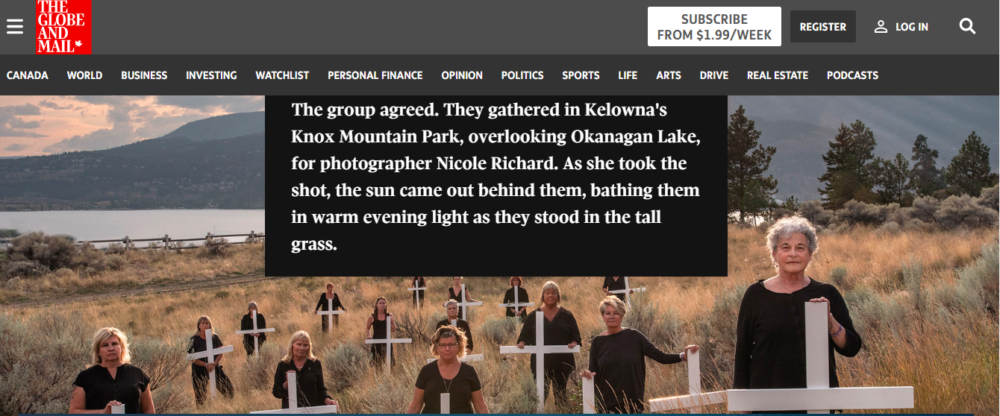 THE
GLOBE
AND
MAIL
SUBSCRIBE
FROM $1.99/WEEK
REGISTER
LOG IN
CANADA WORLD BUSINESS INVESTING WATCHLIST PERSONAL FINANCE OPINION POLITICS SPORTS LIFE ARTS DRIVE REAL ESTATE PODCASTS
The group agreed. They gathered in Kelowna's
Knox Mountain Park, overlooking Okanagan Lake,
for photographer Nicole Richard. As she took the
shot, the sun came out behind them, bathing them
in warm evening light as they stood in the tall
grass.